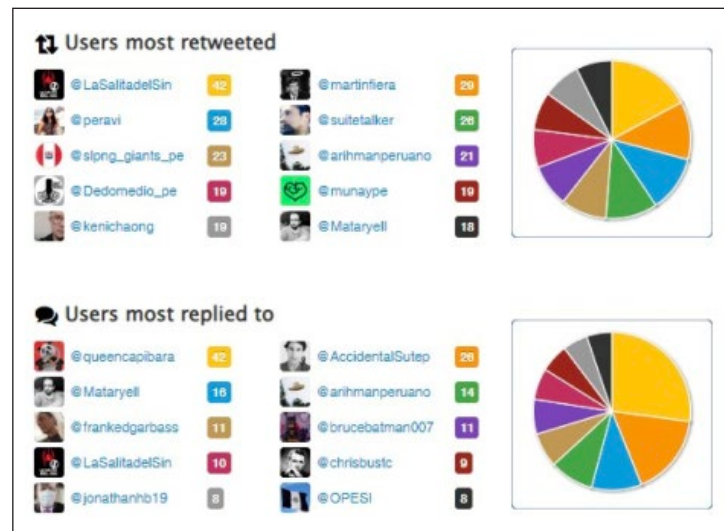 Users most retweeted
@LaSalitadelSin 42 @martinfiera 29
@peravi 28 @suitetalker 26
@slpng_giants_pe 23 @arihmanperuano 21
@Dedomedio_pe 19 @munaype 19
@kenichaong 19 @Mataryell 18
Users most replied to
@queencapibara 42 @AccidentalSutep 26
@Mataryell 16 @arihmanperuano 14
@frankedgarbass 11 @brucebatman007 11
@LaSalitadelSin 10 @chrisbustc 9
@jonathanhb19 8 @OPESI 8